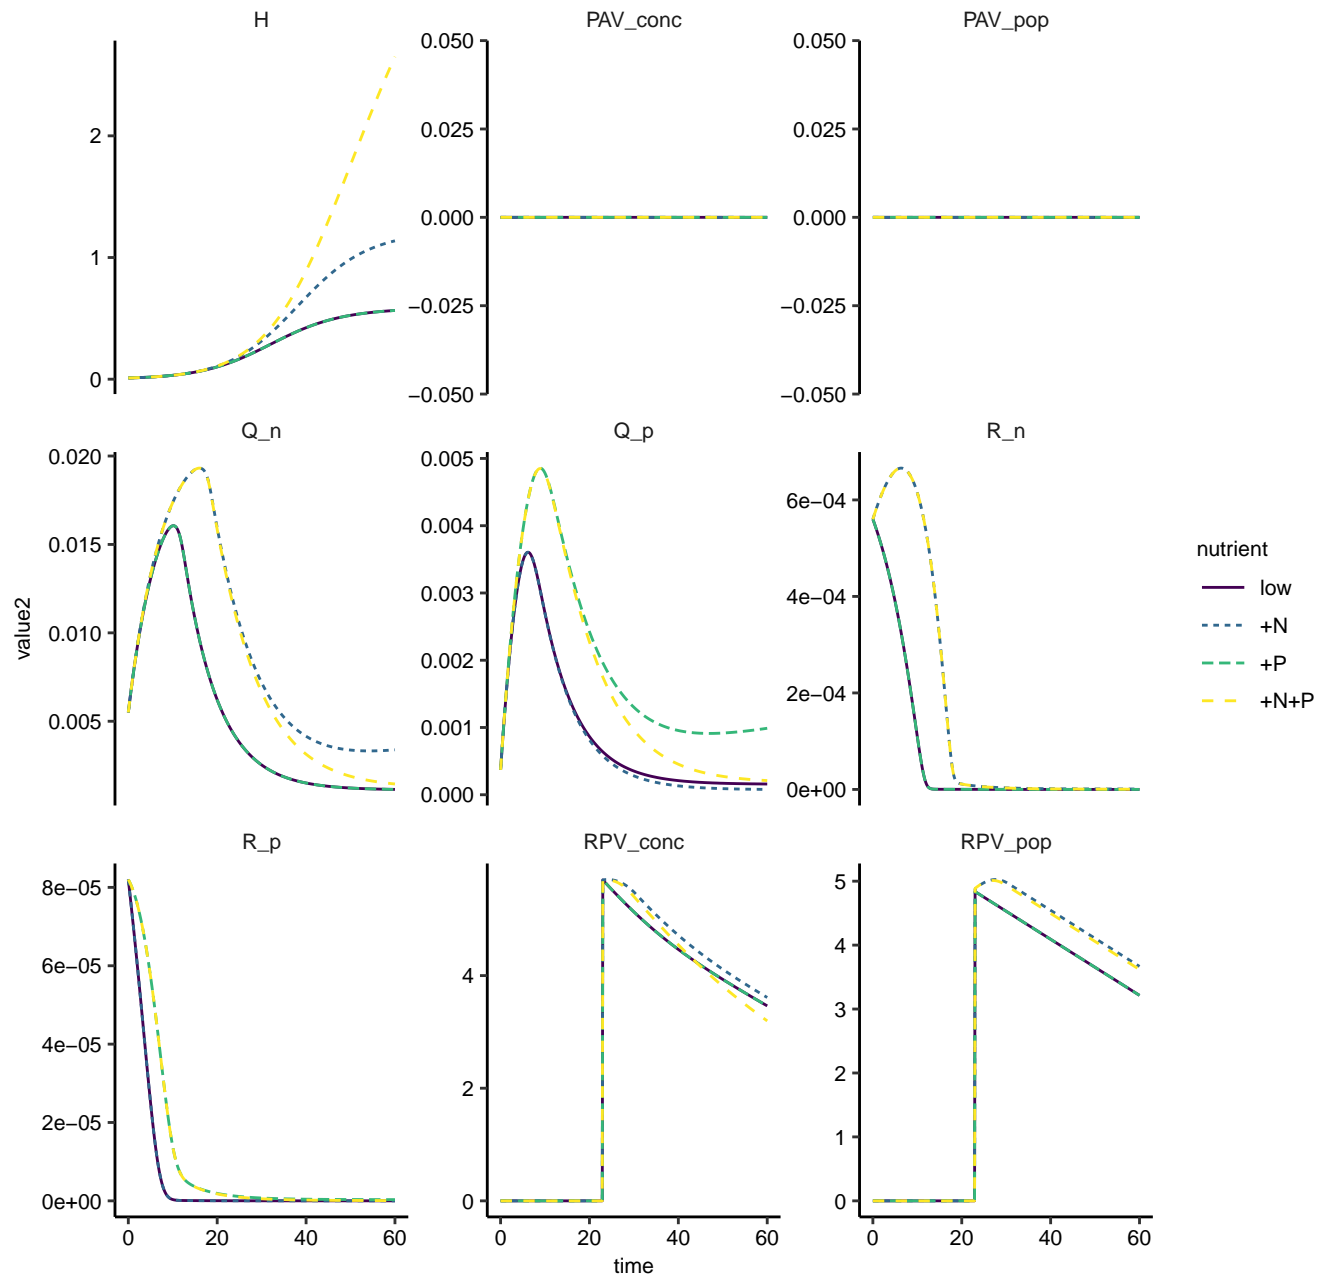 H PAV_conc PAV_pop
2
1
0
0.050
0.025
0.000
−0.025
−0.050
0.050
0.025
0.000
−0.025
−0.050
Q_n Q_p R_n
0.020
0.015
0.010
0.005
0.005
0.004
0.003
0.002
0.001
0.000
6e−04
4e−04
2e−04
0e+00
R_p RPV_conc RPV_pop
8e−05
6e−05
4e−05
2e−05
0e+00
4
2
0
5
4
3
2
1
0
0 20 40 60 0 20 40 60 0 20 40 60
time
value2
nutrient
low
+N
+P
+N+P